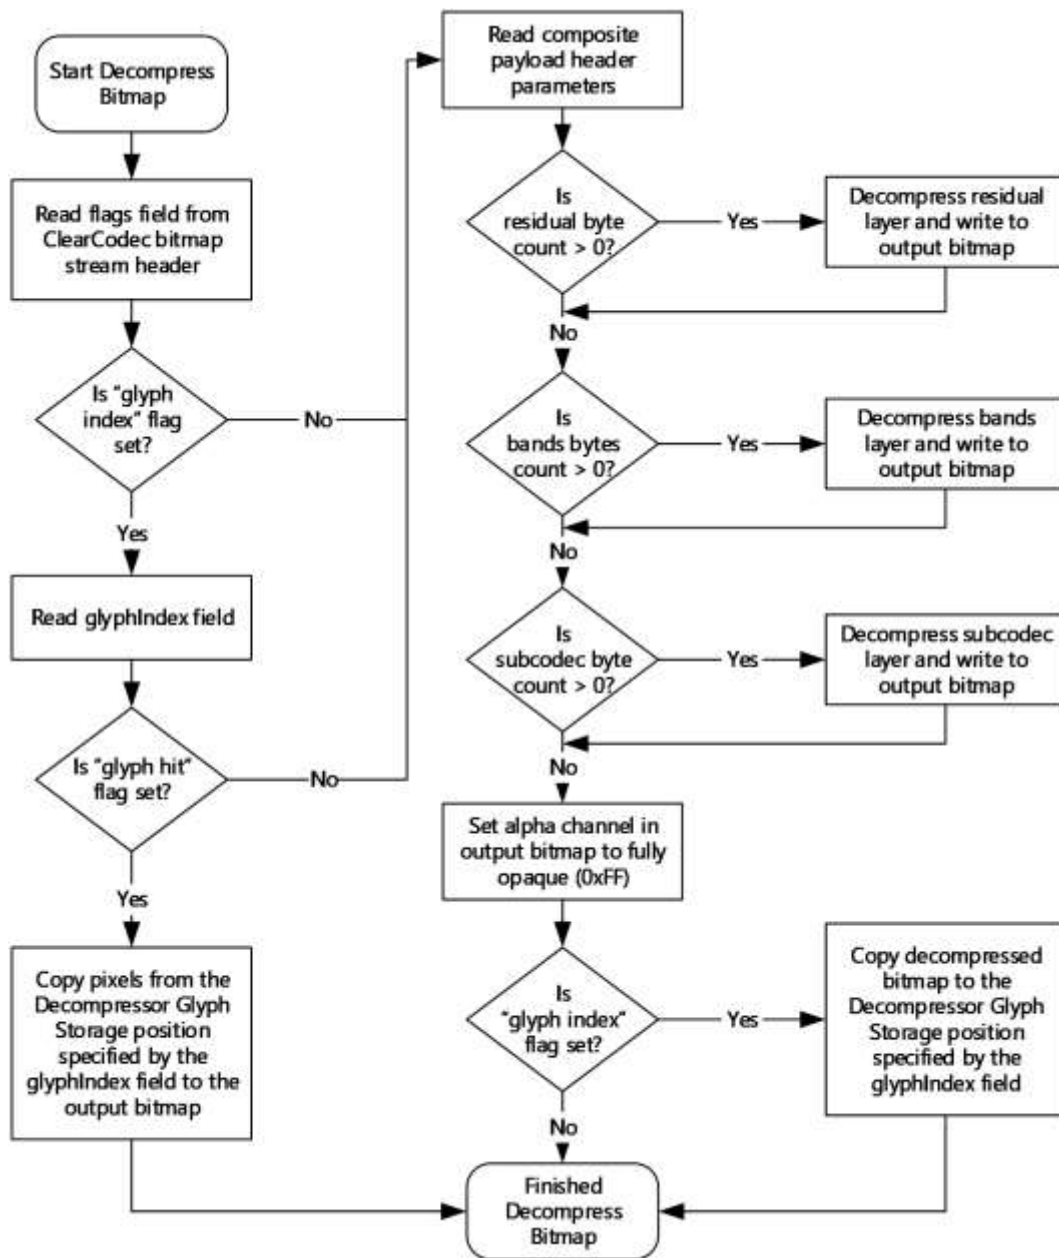 Start Decompress
Bitmap
Read flags field from
ClearCodec bitmap
stream header
Is “glyph
index” flag
set?
No
Yes
Read glyphIndex field
Is “glyph hit”
flag set?
No
Yes
Copy pixels from the
Decompressor Glyph
Storage position
specified by the
glyphIndex field to the
output bitmap
Read composite
payload header
parameters
Is
residual byte
count > 0?
Yes
Decompress residual
layer and write to
output bitmap
No
Is
bands bytes
count > 0?
Yes
Decompress bands
layer and write to
output bitmap
No
Is
subcodec byte
count > 0?
Yes
Decompress subcodec
layer and write to
output bitmap
No
Set alpha channel in
output bitmap to fully
opaque (0xFF)
Is
“glyph index”
flag set?
Yes
Copy decompressed
bitmap to the
Decompressor Glyph
Storage position
specified by the
glyphIndex field
No
Finished
Decompress
Bitmap